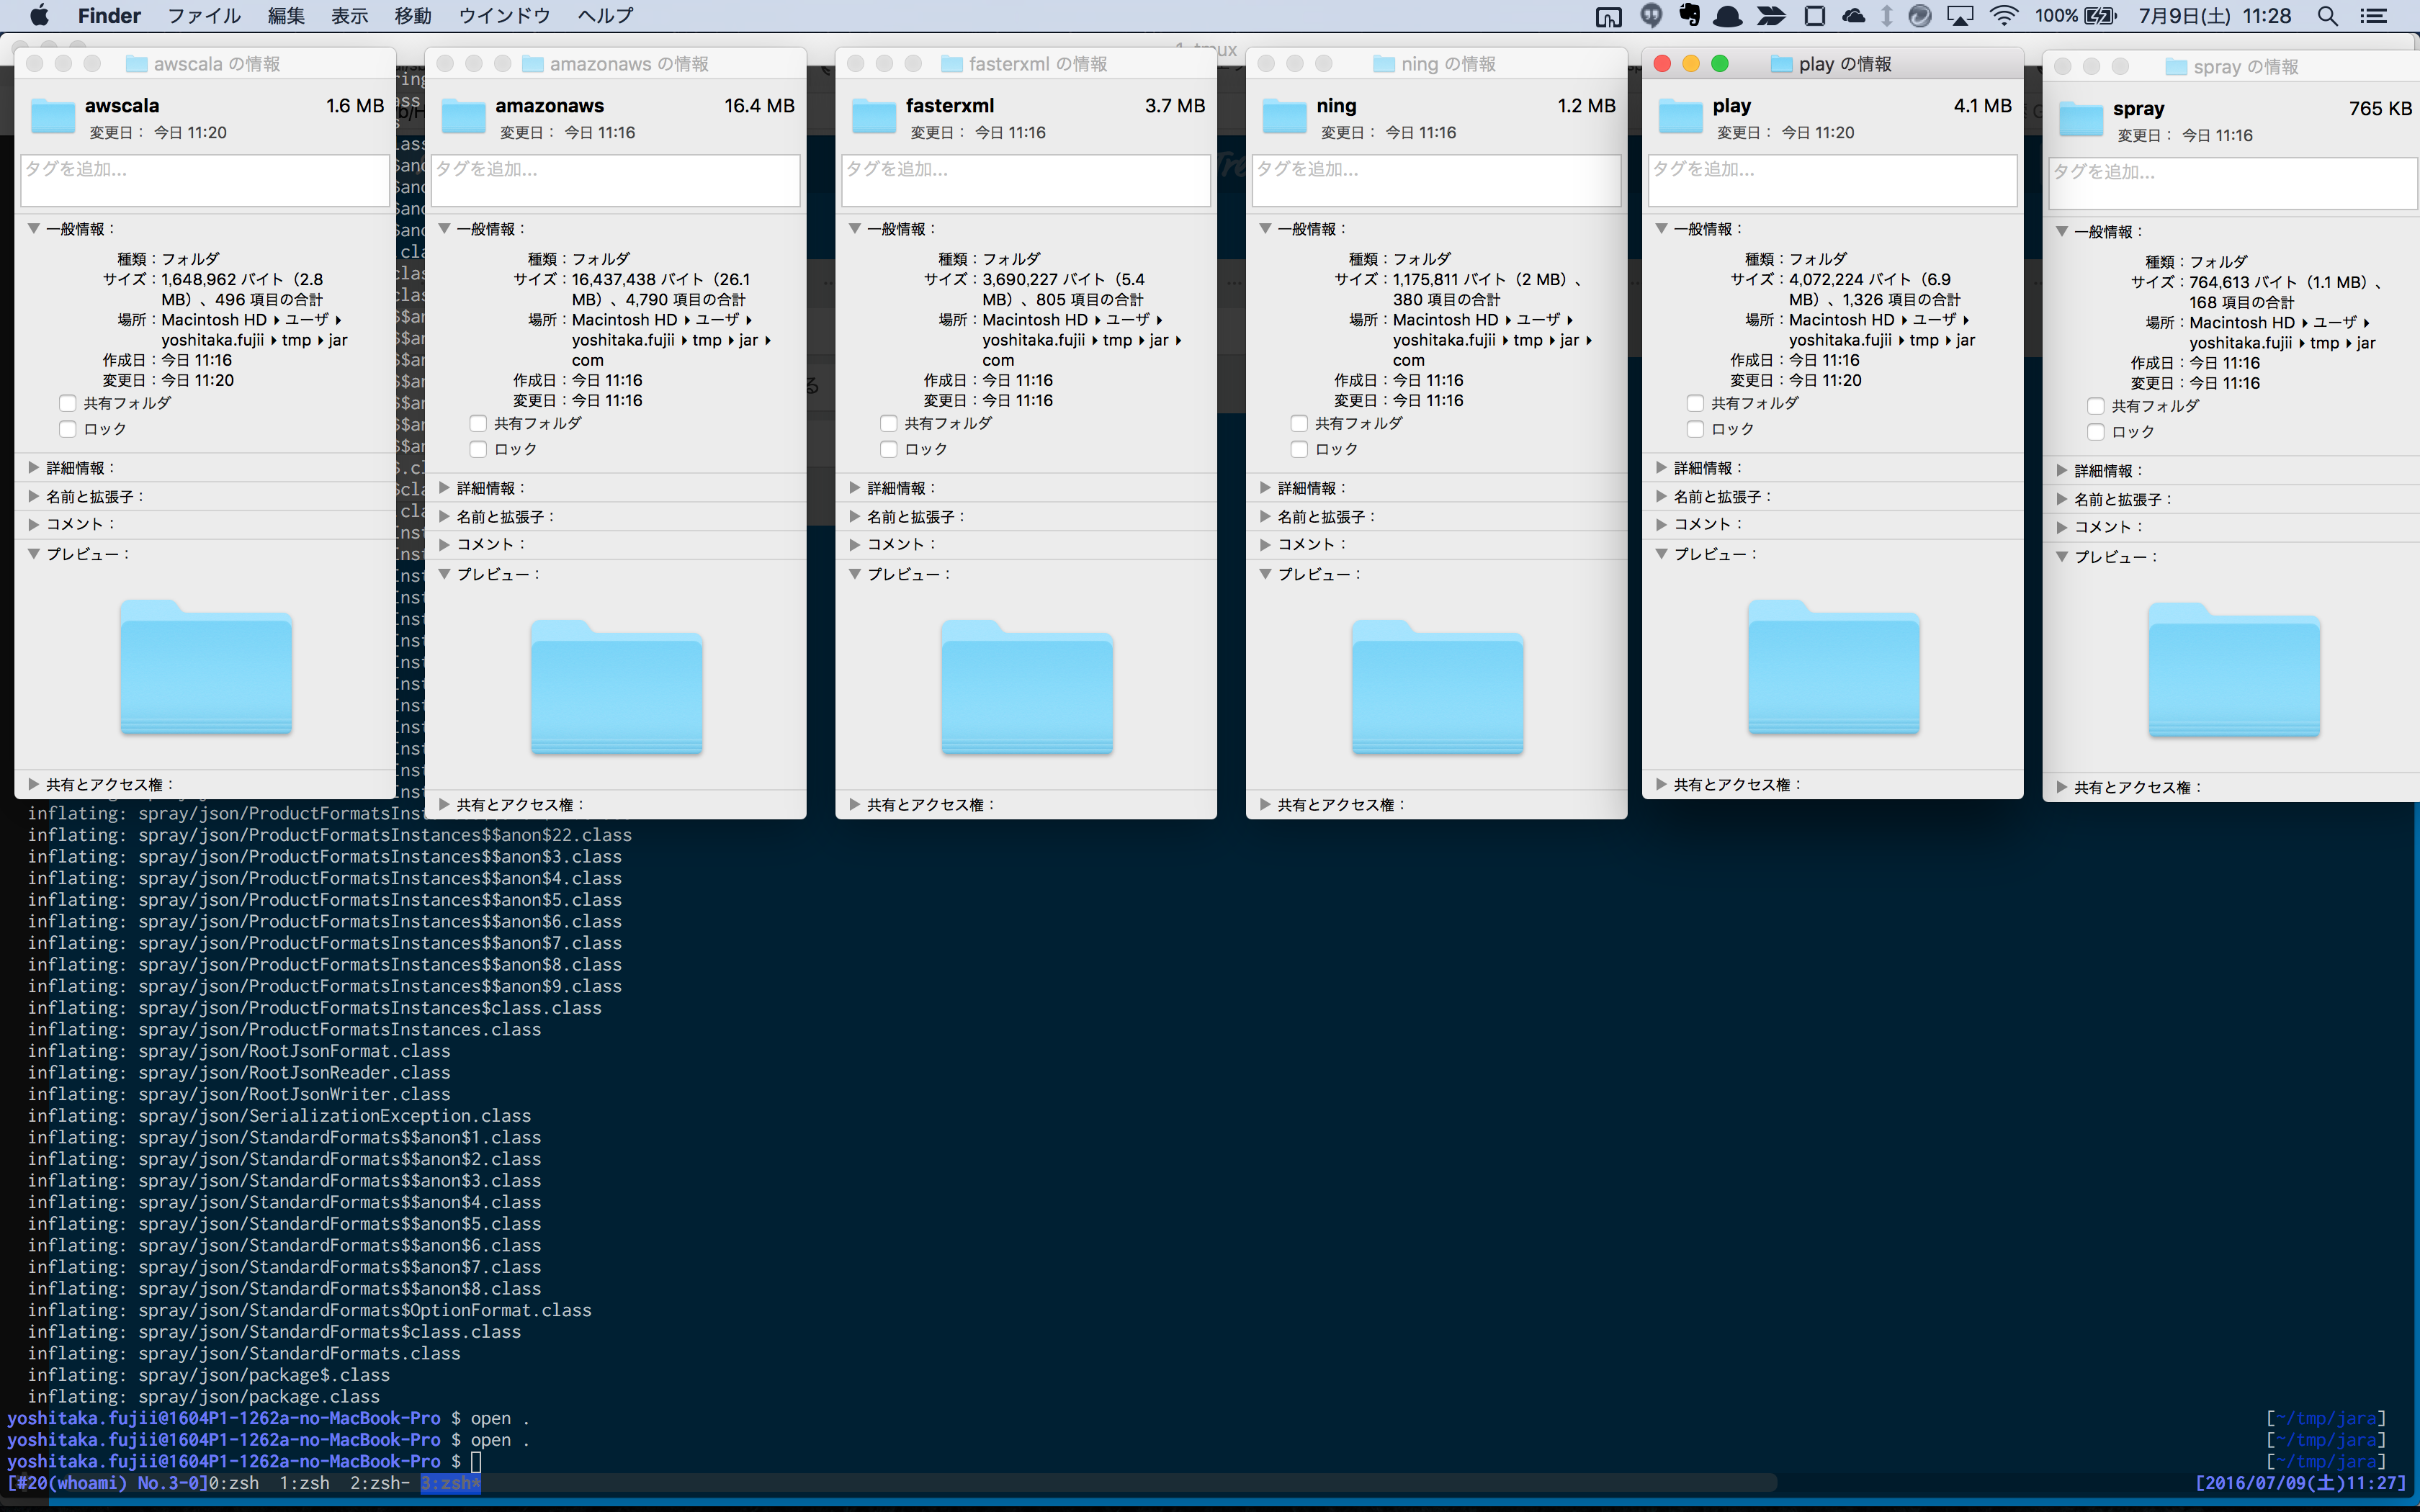 Finder ファイル 編集 表示 移動 ウインドウ ヘルプ 100% 7月9日(土) 11:28
awscala の情報
awscala 1.6 MB
変更日： 今日 11:20
タグを追加...
一般情報：
種類：フォルダ
サイズ：1,648,962 バイト（2.8
MB）、496 項目の合計
場所：Macintosh HD ▸ ユーザ ▸
yoshitaka.fujii ▸ tmp ▸ jar
作成日：今日 11:16
変更日：今日 11:20
共有フォルダ
ロック
詳細情報：
名前と拡張子：
コメント：
プレビュー：
共有とアクセス権：
amazonaws の情報
amazonaws 16.4 MB
変更日： 今日 11:16
タグを追加...
一般情報：
種類：フォルダ
サイズ：16,437,438 バイト（26.1
MB）、4,790 項目の合計
場所：Macintosh HD ▸ ユーザ ▸
yoshitaka.fujii ▸ tmp ▸ jar ▸
com
作成日：今日 11:16
変更日：今日 11:16
共有フォルダ
ロック
詳細情報：
名前と拡張子：
コメント：
プレビュー：
共有とアクセス権：
fasterxml の情報
fasterxml 3.7 MB
変更日： 今日 11:16
タグを追加...
一般情報：
種類：フォルダ
サイズ：3,690,227 バイト（5.4
MB）、805 項目の合計
場所：Macintosh HD ▸ ユーザ ▸
yoshitaka.fujii ▸ tmp ▸ jar ▸
com
作成日：今日 11:16
変更日：今日 11:16
共有フォルダ
ロック
詳細情報：
名前と拡張子：
コメント：
プレビュー：
共有とアクセス権：
ning の情報
ning 1.2 MB
変更日： 今日 11:16
タグを追加...
一般情報：
種類：フォルダ
サイズ：1,175,811 バイト（2 MB）、
380 項目の合計
場所：Macintosh HD ▸ ユーザ ▸
yoshitaka.fujii ▸ tmp ▸ jar ▸
com
作成日：今日 11:16
変更日：今日 11:16
共有フォルダ
ロック
詳細情報：
名前と拡張子：
コメント：
プレビュー：
共有とアクセス権：
play の情報
play 4.1 MB
変更日： 今日 11:20
タグを追加...
一般情報：
種類：フォルダ
サイズ：4,072,224 バイト（6.9
MB）、1,326 項目の合計
場所：Macintosh HD ▸ ユーザ ▸
yoshitaka.fujii ▸ tmp ▸ jar
作成日：今日 11:16
変更日：今日 11:20
共有フォルダ
ロック
詳細情報：
名前と拡張子：
コメント：
プレビュー：
共有とアクセス権：
spray の情報
spray 765 KB
変更日： 今日 11:16
タグを追加...
一般情報：
種類：フォルダ
サイズ：764,613 バイト（1.1 MB）、
168 項目の合計
場所：Macintosh HD ▸ ユーザ ▸
yoshitaka.fujii ▸ tmp ▸ jar
作成日：今日 11:16
変更日：今日 11:16
共有フォルダ
ロック
詳細情報：
名前と拡張子：
コメント：
プレビュー：
共有とアクセス権：
inflating: spray/json/ProductFormatsInst
inflating: spray/json/ProductFormatsInstances$$anon$22.class
inflating: spray/json/ProductFormatsInstances$$anon$3.class
inflating: spray/json/ProductFormatsInstances$$anon$4.class
inflating: spray/json/ProductFormatsInstances$$anon$5.class
inflating: spray/json/ProductFormatsInstances$$anon$6.class
inflating: spray/json/ProductFormatsInstances$$anon$7.class
inflating: spray/json/ProductFormatsInstances$$anon$8.class
inflating: spray/json/ProductFormatsInstances$$anon$9.class
inflating: spray/json/ProductFormatsInstances$class.class
inflating: spray/json/ProductFormatsInstances.class
inflating: spray/json/RootJsonFormat.class
inflating: spray/json/RootJsonReader.class
inflating: spray/json/RootJsonWriter.class
inflating: spray/json/SerializationException.class
inflating: spray/json/StandardFormats$$anon$1.class
inflating: spray/json/StandardFormats$$anon$2.class
inflating: spray/json/StandardFormats$$anon$3.class
inflating: spray/json/StandardFormats$$anon$4.class
inflating: spray/json/StandardFormats$$anon$5.class
inflating: spray/json/StandardFormats$$anon$6.class
inflating: spray/json/StandardFormats$$anon$7.class
inflating: spray/json/StandardFormats$$anon$8.class
inflating: spray/json/StandardFormats$OptionFormat.class
inflating: spray/json/StandardFormats$class.class
inflating: spray/json/StandardFormats.class
inflating: spray/json/package$.class
inflating: spray/json/package.class
yoshitaka.fujii@1604P1-1262a-no-MacBook-Pro $ open . [~/tmp/jara]
yoshitaka.fujii@1604P1-1262a-no-MacBook-Pro $ open . [~/tmp/jara]
yoshitaka.fujii@1604P1-1262a-no-MacBook-Pro $ [~/tmp/jara]
[#20(whoami) No.3-0]0:zsh 1:zsh 2:zsh- 3:zsh* [2016/07/09(土)11:27]